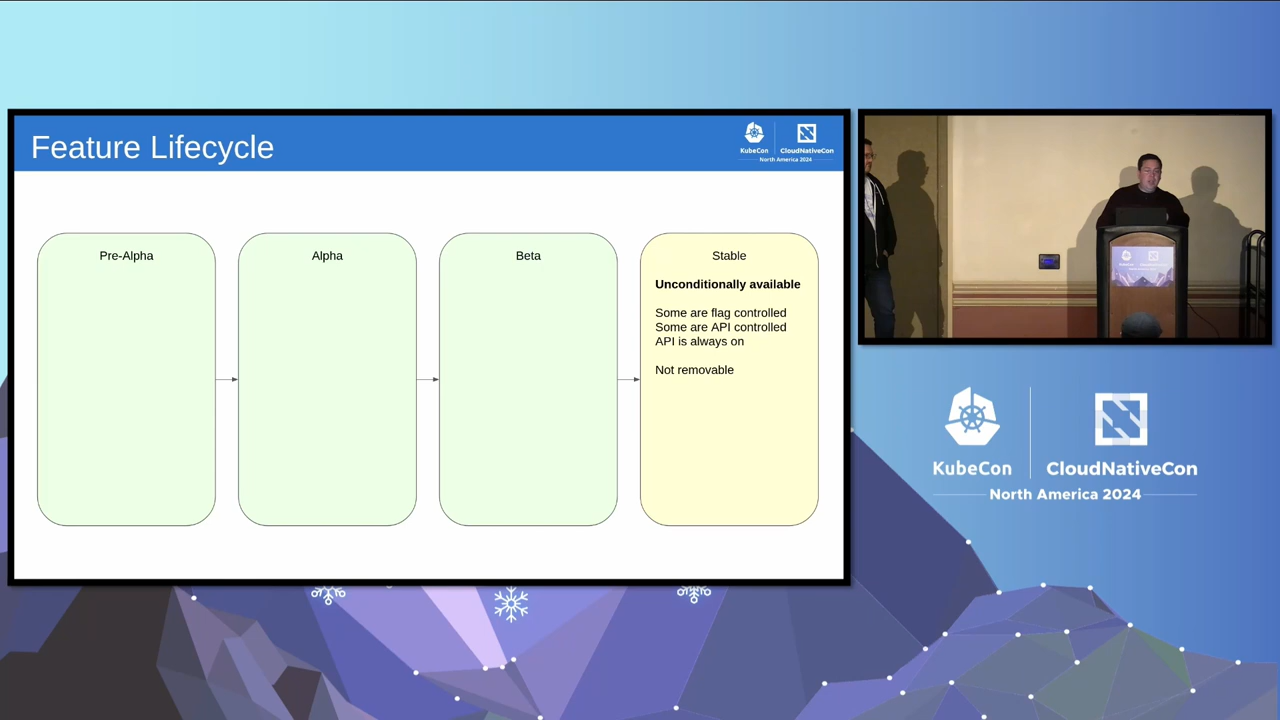 Feature Lifecycle
KubeCon
CloudNativeCon
North America 2024
Pre-Alpha
Alpha
Beta
Stable
Unconditionally available
Some are flag controlled
Some are API controlled
API is always on
Not removable
KubeCon
CloudNativeCon
North America 2024